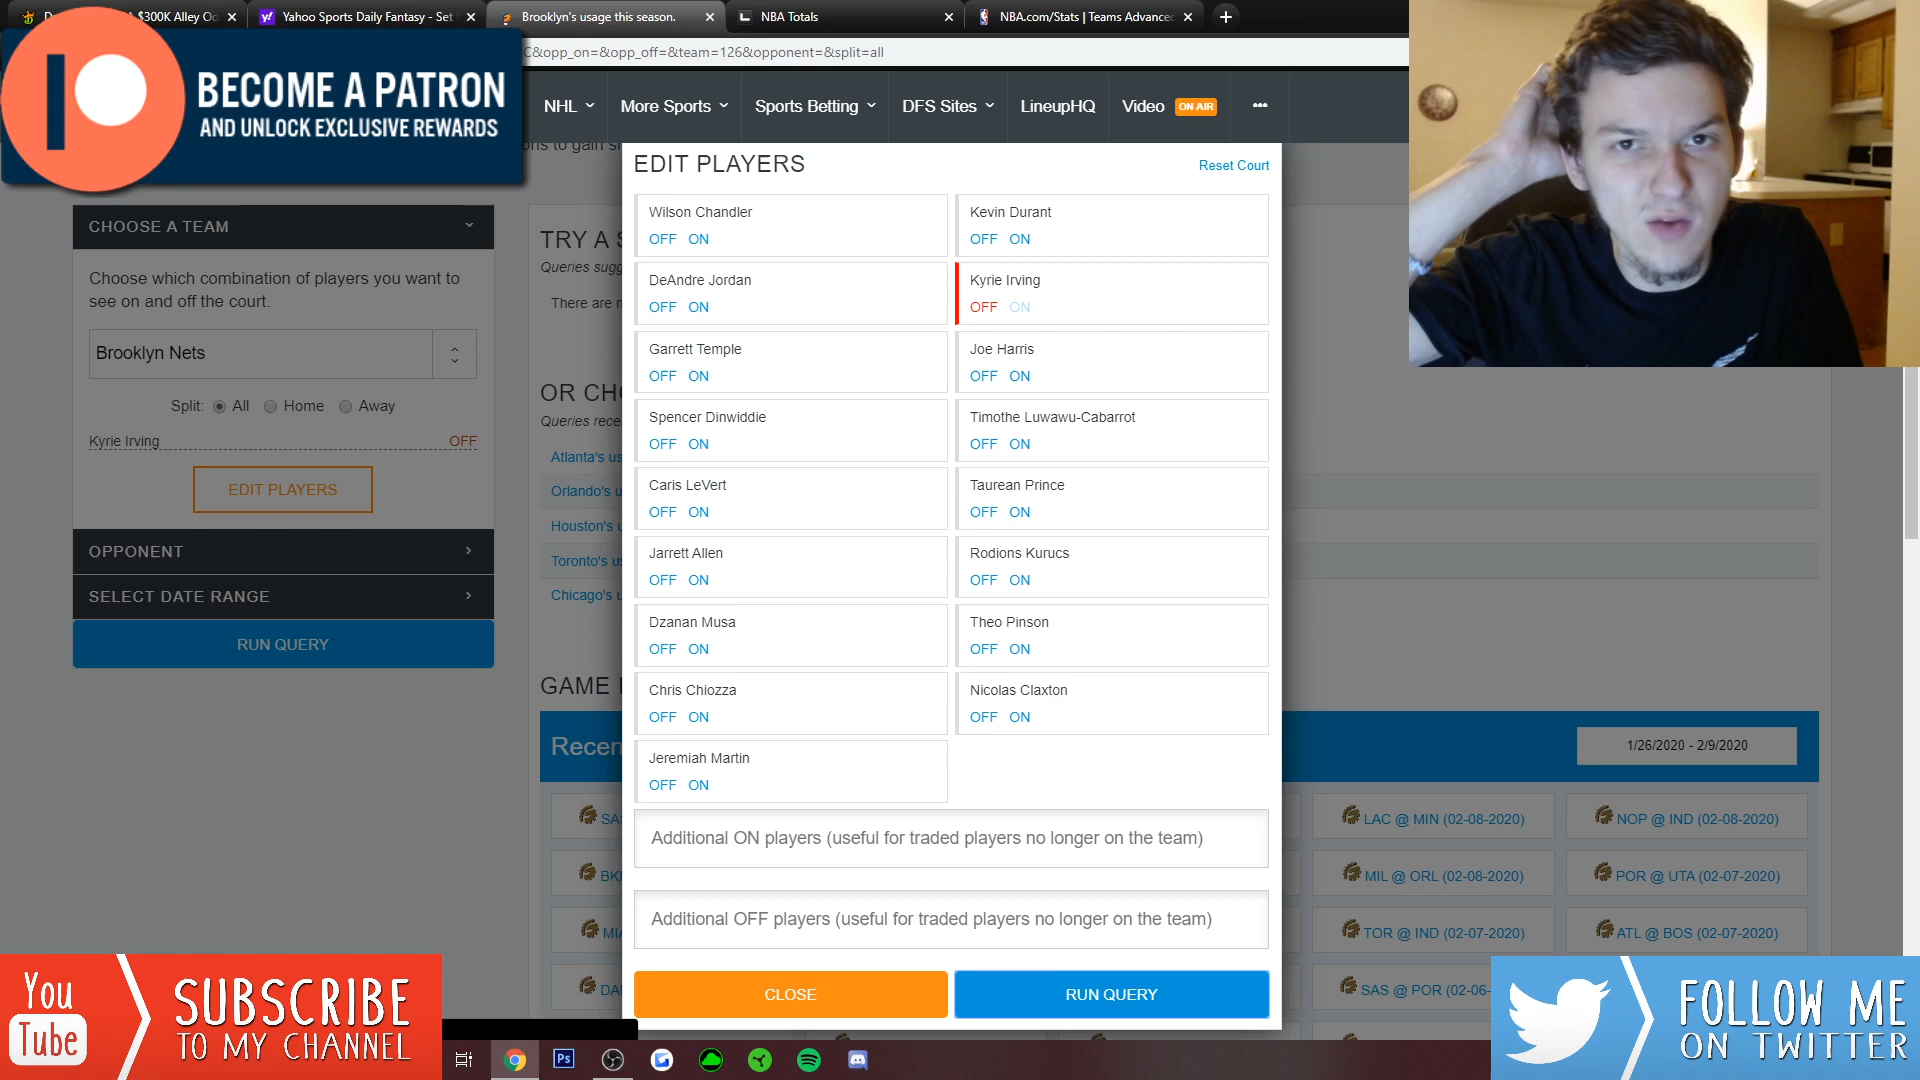 $300K Alley Oo
Yahoo Sports Daily Fantasy - Set
Brooklyn's usage this season.
NBA Totals
NBA.com/Stats | Teams Advanced
C&opp_on=&opp_off=&team=126&opponent=&split=all
BECOME A PATRON
AND UNLOCK EXCLUSIVE REWARDS
NHL
More Sports
Sports Betting
DFS Sites
LineupHQ
Video
ON AIR
ons to gain s
EDIT PLAYERS
Reset Court
CHOOSE A TEAM
Choose which combination of players you want to
see on and off the court.
Brooklyn Nets
Split: All Home Away
Kyrie Irving OFF
EDIT PLAYERS
OPPONENT
SELECT DATE RANGE
RUN QUERY
TRY A S
Queries sugg
There are n
OR CHO
Queries rece
Atlanta's us
Orlando's u
Houston's u
Toronto's us
Chicago's u
GAME
Recen
1/26/2020 - 2/9/2020
Wilson Chandler
OFF ON
Kevin Durant
OFF ON
DeAndre Jordan
OFF ON
Kyrie Irving
OFF ON
Garrett Temple
OFF ON
Joe Harris
OFF ON
Spencer Dinwiddie
OFF ON
Timothe Luwawu-Cabarrot
OFF ON
Caris LeVert
OFF ON
Taurean Prince
OFF ON
Jarrett Allen
OFF ON
Rodions Kurucs
OFF ON
Dzanan Musa
OFF ON
Theo Pinson
OFF ON
Chris Chiozza
OFF ON
Nicolas Claxton
OFF ON
Jeremiah Martin
OFF ON
Additional ON players (useful for traded players no longer on the team)
Additional OFF players (useful for traded players no longer on the team)
CLOSE
RUN QUERY
SAS
LAC @ MIN (02-08-2020)
NOP @ IND (02-08-2020)
BK
MIL @ ORL (02-08-2020)
POR @ UTA (02-07-2020)
MIA
TOR @ IND (02-07-2020)
ATL @ BOS (02-07-2020)
DA
SAS @ POR (02-06-
You
Tube
SUBSCRIBE
TO MY CHANNEL
Ps
FOLLOW ME
ON TWITTER